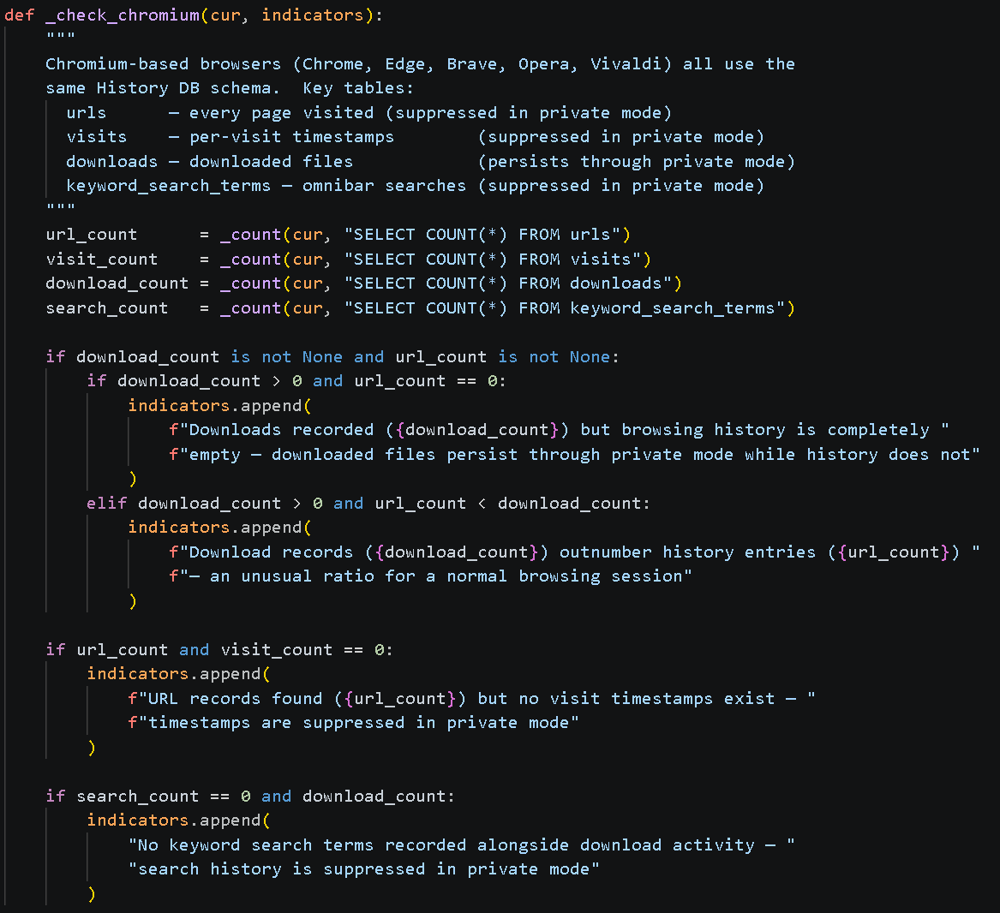 def _check_chromium(cur, indicators):
    """
    Chromium-based browsers (Chrome, Edge, Brave, Opera, Vivaldi) all use the
    same History DB schema.  Key tables:
      urls      — every page visited (suppressed in private mode)
      visits    — per-visit timestamps        (suppressed in private mode)
      downloads — downloaded files            (persists through private mode)
      keyword_search_terms — omnibar searches (suppressed in private mode)
    """
    url_count      = _count(cur, "SELECT COUNT(*) FROM urls")
    visit_count    = _count(cur, "SELECT COUNT(*) FROM visits")
    download_count = _count(cur, "SELECT COUNT(*) FROM downloads")
    search_count   = _count(cur, "SELECT COUNT(*) FROM keyword_search_terms")

    if download_count is not None and url_count is not None:
        if download_count > 0 and url_count == 0:
            indicators.append(
                f"Downloads recorded ({download_count}) but browsing history is completely "
                f"empty — downloaded files persist through private mode while history does not"
            )
        elif download_count > 0 and url_count < download_count:
            indicators.append(
                f"Download records ({download_count}) outnumber history entries ({url_count}) "
                f"— an unusual ratio for a normal browsing session"
            )

    if url_count and visit_count == 0:
        indicators.append(
            f"URL records found ({url_count}) but no visit timestamps exist — "
            f"timestamps are suppressed in private mode"
        )

    if search_count == 0 and download_count:
        indicators.append(
            "No keyword search terms recorded alongside download activity — "
            "search history is suppressed in private mode"
        )